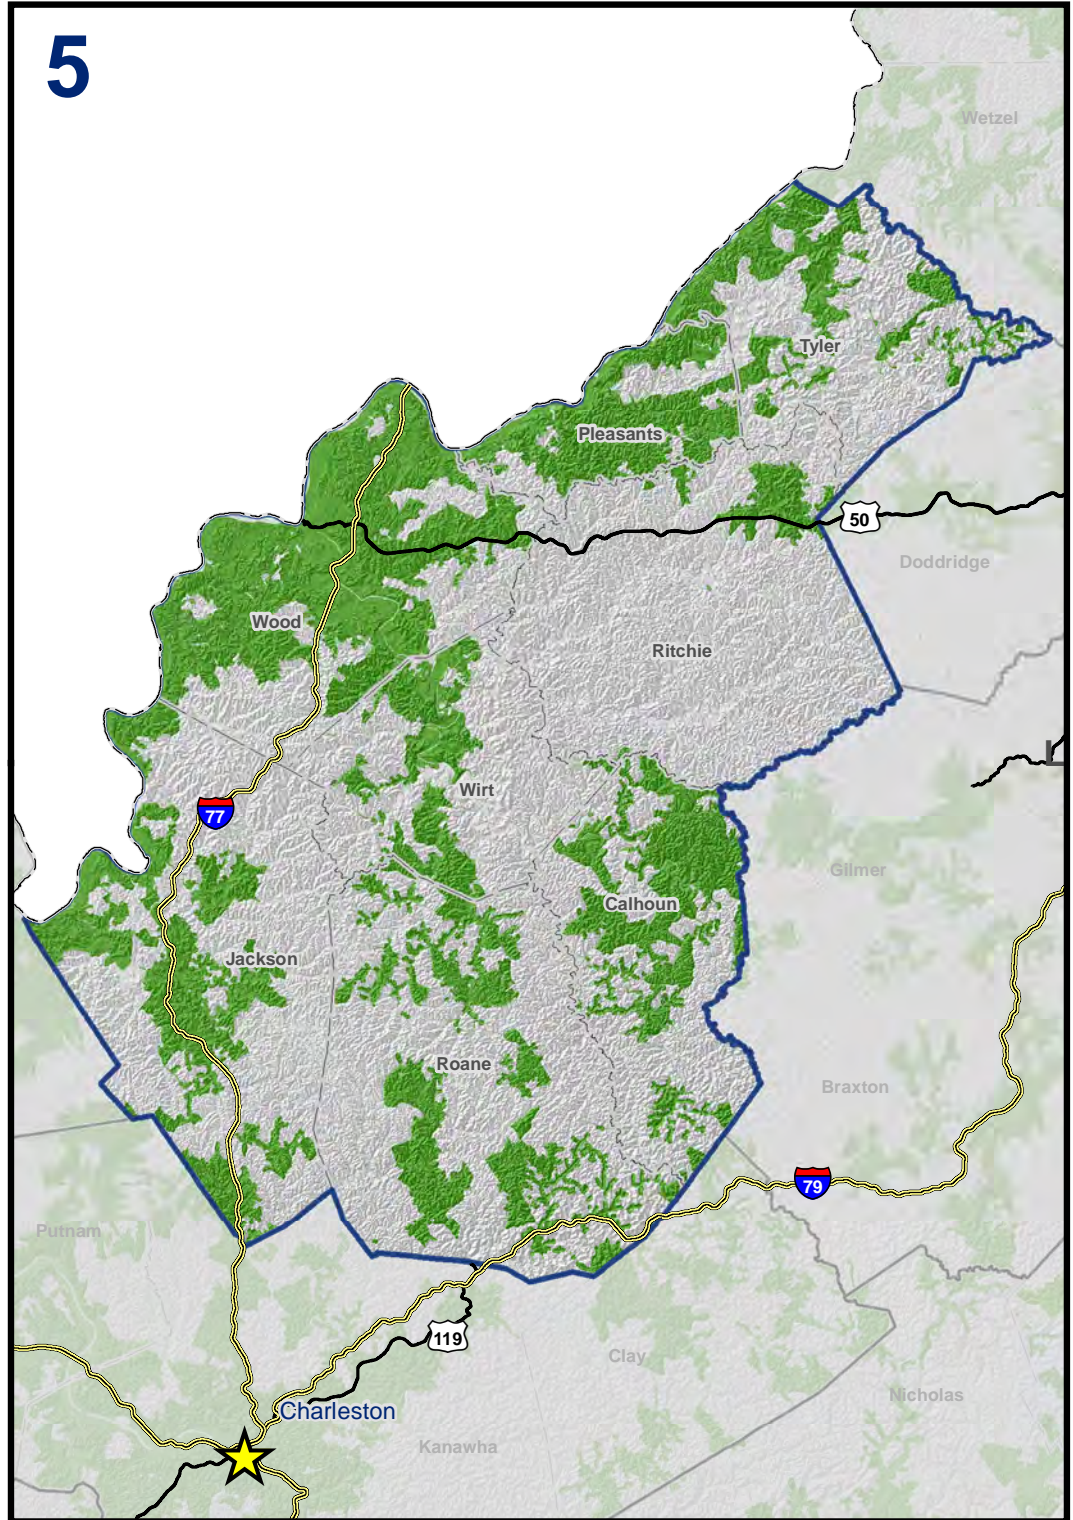 5
Wetzel
Tyler
Pleasants
50
Doddridge
Wood
Ritchie
L
Wirt
77
Gilmer
Calhoun
Jackson
Roane
Braxton
79
Putnam
119
Clay
Nicholas
Charleston
Kanawha